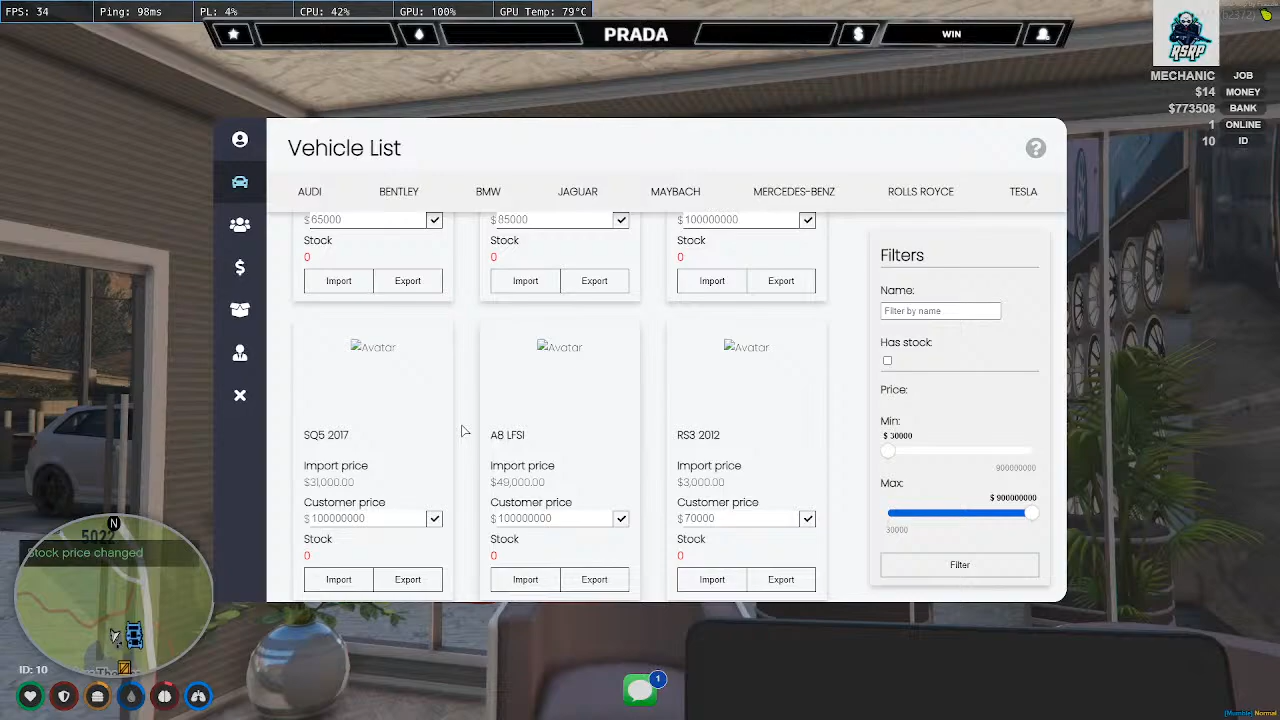 FPS: 34 Ping: 98ms PL: 4% CPU: 42% GPU: 100% GPU Temp: 79°C
PRADA
WIN
RSRP
MECHANIC JOB
$14 MONEY
$773508 BANK
1 ONLINE
10 ID
Vehicle List
?
AUDI BENTLEY BMW JAGUAR MAYBACH MERCEDES-BENZ ROLLS ROYCE TESLA
$65000 $85000 $100000000
Stock Stock Stock
0 0 0
Import Export Import Export Import Export
Avatar Avatar Avatar
SQ5 2017 A8 LFSI RS3 2012
Import price Import price Import price
$31,000.00 $49,000.00 $3,000.00
Customer price Customer price Customer price
$100000000 $100000000 $70000
Stock Stock Stock
0 0 0
Import Export Import Export Import Export
Filters
Name:
Filter by name
Has stock:
Price:
Min:
$ 30000
900000000
Max:
$ 900000000
30000
Filter
N
5022
Stock price changed
ID: 10
1
(Mumble) Normal